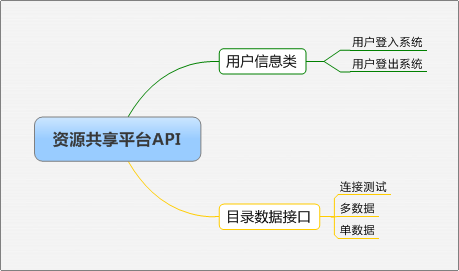 用户登入系统
用户信息类
用户登出系统
资源共享平台API
连接测试
目录数据接口
多数据
单数据